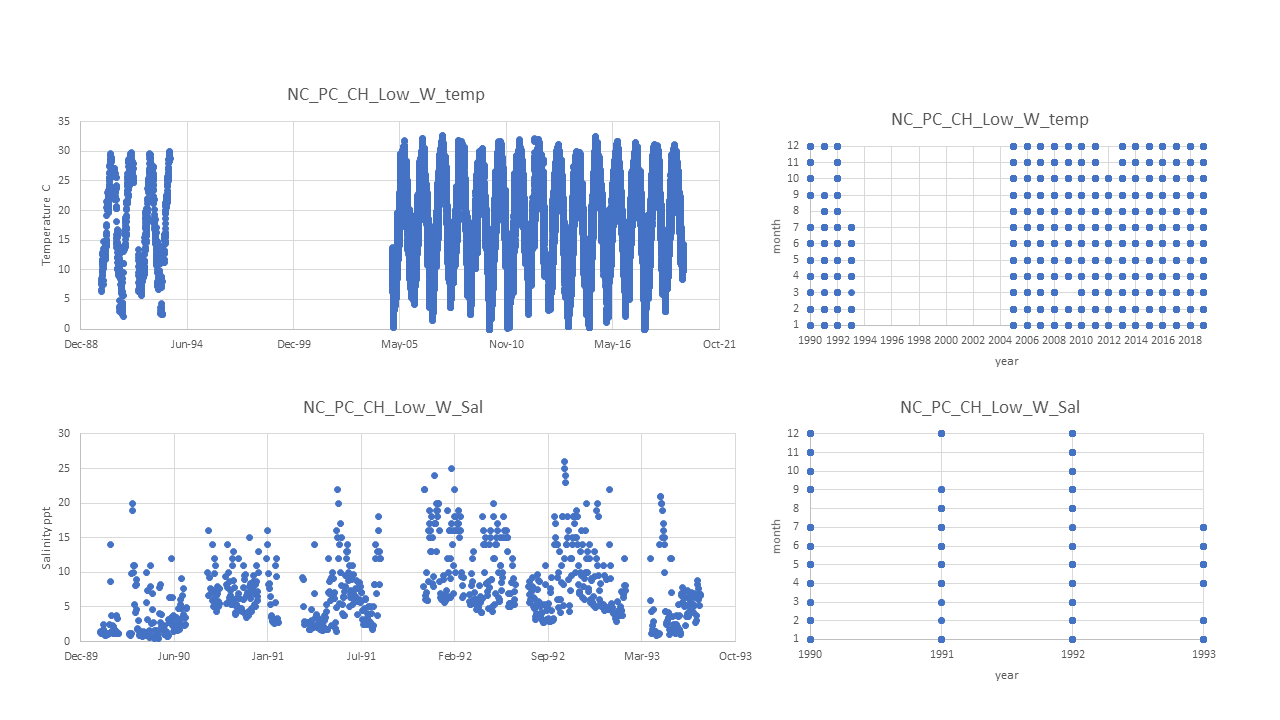 NC_PC_CH_Low_W_temp
35
30
25
20
15
10
5
0
Temperature C
Dec-88 Jun-94 Dec-99 May-05 Nov-10 May-16 Oct-21
NC_PC_CH_Low_W_temp
12
11
10
9
8
7
6
5
4
3
2
1
month
1990 1992 1994 1996 1998 2000 2002 2004 2006 2008 2010 2012 2014 2016 2018
year
NC_PC_CH_Low_W_Sal
30
25
20
15
10
5
0
Salinity ppt
Dec-89 Jun-90 Jan-91 Jul-91 Feb-92 Sep-92 Mar-93 Oct-93
NC_PC_CH_Low_W_Sal
12
11
10
9
8
7
6
5
4
3
2
1
month
1990 1991 1992 1993
year